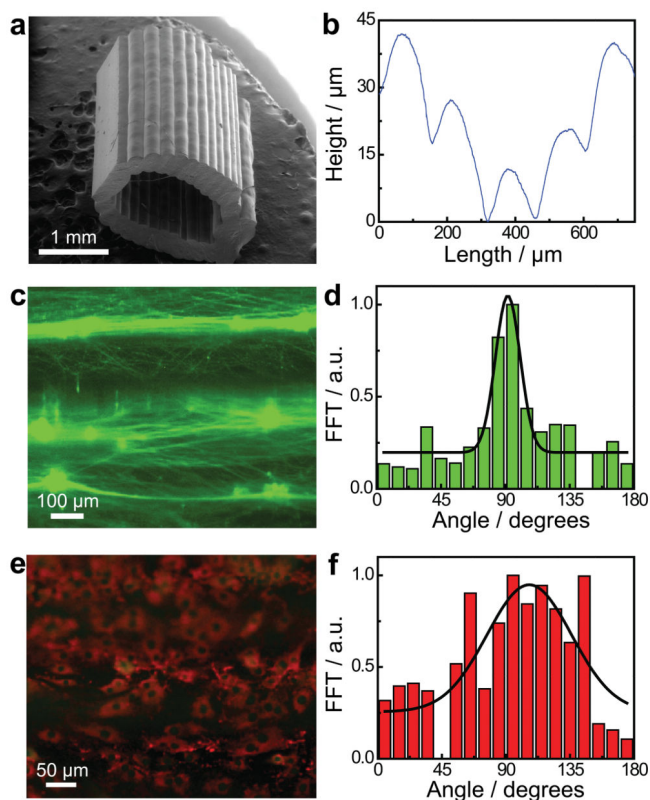 a
1 mm
b
45
30
15
0
Height / µm
0 200 400 600
Length / µm
c
100 µm
d
1.0
0.5
0.0
FFT / a.u.
0 45 90 135 180
Angle / degrees
e
50 µm
f
1.0
0.5
0.0
FFT / a.u.
0 45 90 135 180
Angle / degrees